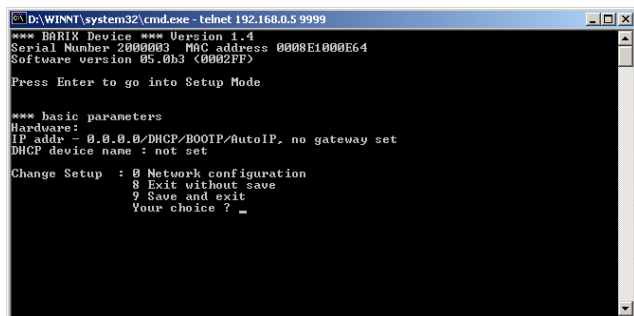 D:\WINNT\system32\cmd.exe - telnet 192.168.0.5 9999
*** BARIX Device *** Version 1.4
Serial Number 2000003  MAC address 0008E1000E64
Software version 05.0b3 (0002FF)
Press Enter to go into Setup Mode
*** basic parameters
Hardware:
IP addr - 0.0.0.0/DHCP/BOOTP/AutoIP, no gateway set
DHCP device name : not set
Change Setup  : 0 Network configuration
8 Exit without save
9 Save and exit
Your choice ? _